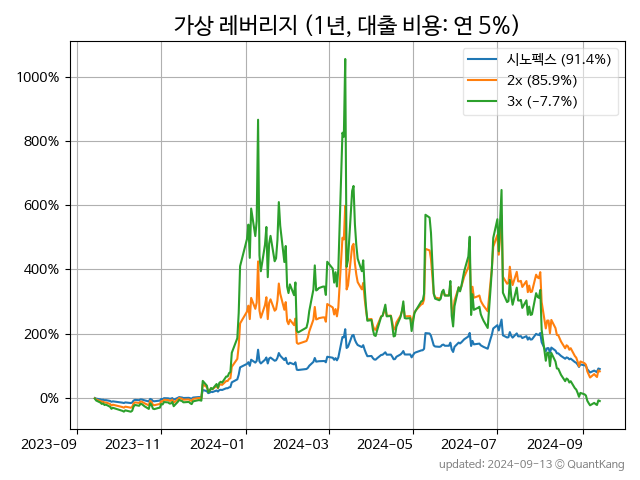 가상 레버리지 (1년, 대출 비용: 연 5%)
시노펙스 (91.4%)
2x (85.9%)
3x (−7.7%)
1000%
800%
600%
400%
200%
0%
2023-09 2023-11 2024-01 2024-03 2024-05 2024-07 2024-09
updated: 2024-09-13 © QuantKang